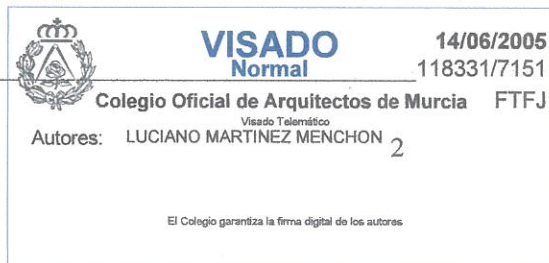 VISADO 14/06/2005
Normal 118331/7151
Colegio Oficial de Arquitectos de Murcia FTFJ
Visado Telemático
Autores: LUCIANO MARTINEZ MENCHON 2
El Colegio garantiza la firma digital de los autores